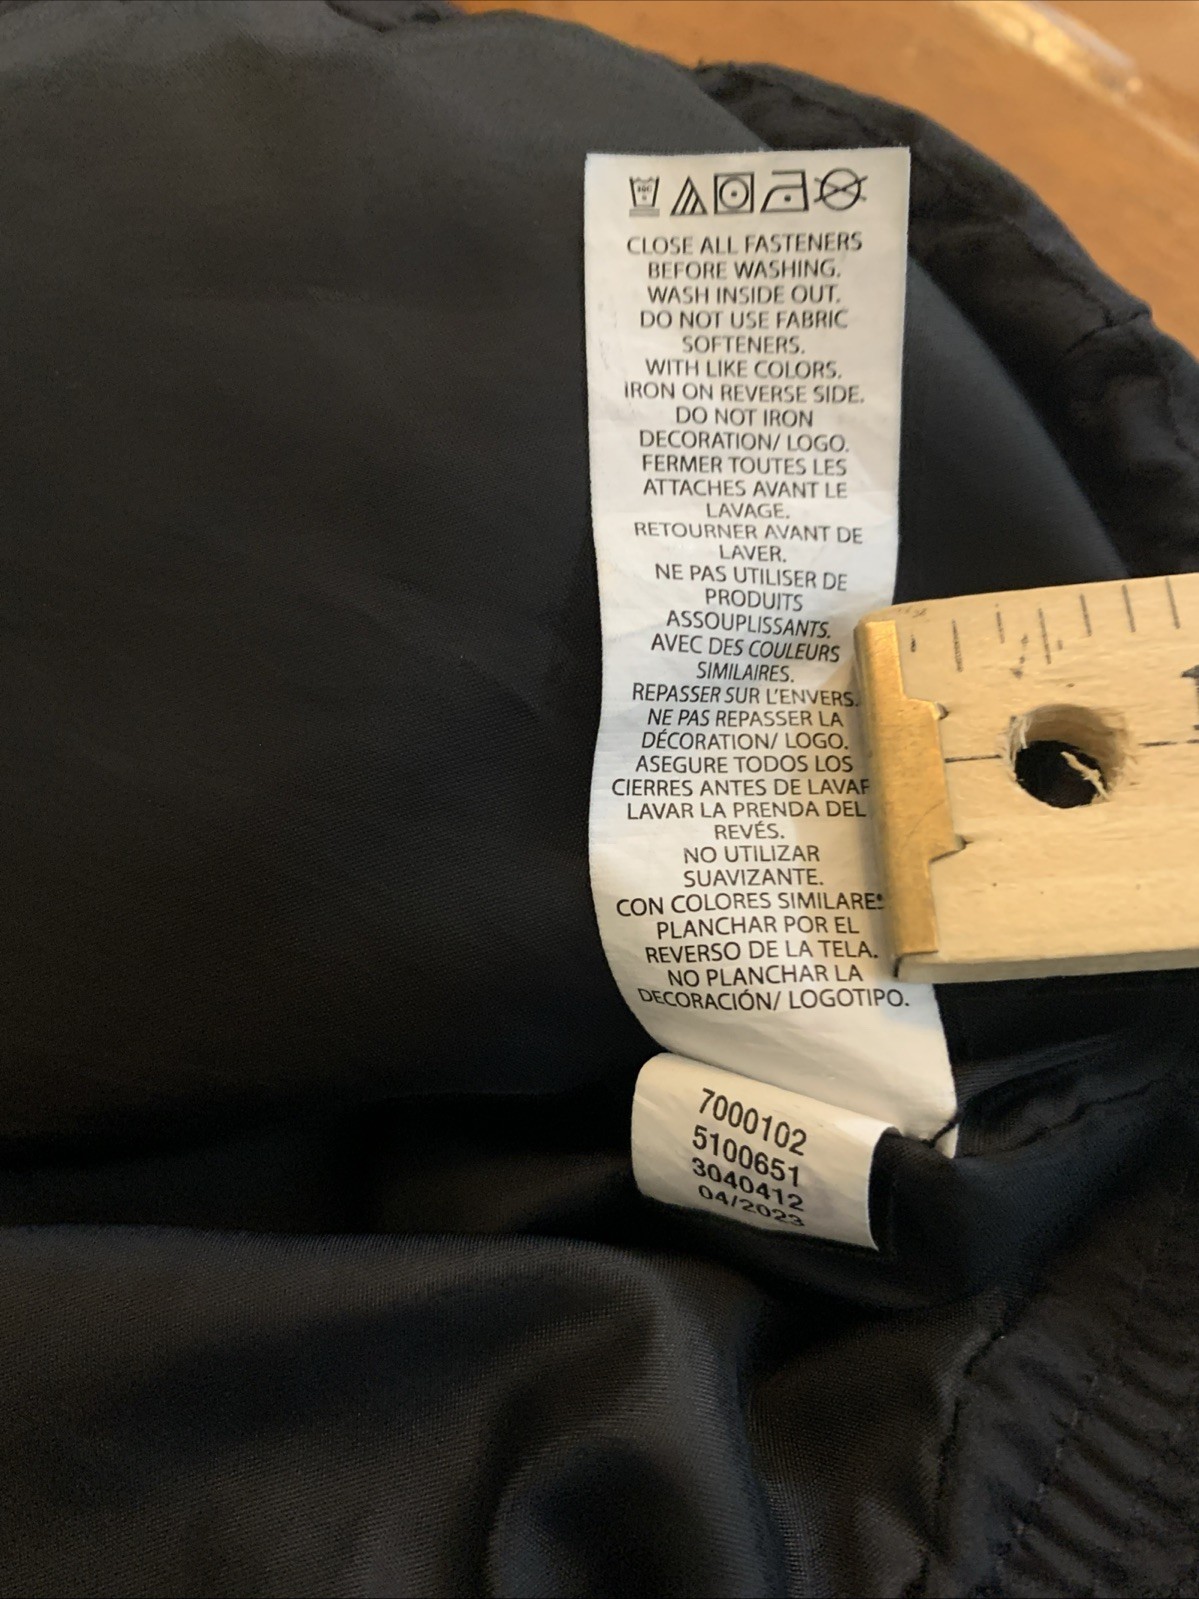 CLOSE ALL FASTENERS
BEFORE WASHING.
WASH INSIDE OUT.
DO NOT USE FABRIC
SOFTENERS.
WITH LIKE COLORS.
IRON ON REVERSE SIDE.
DO NOT IRON
DECORATION/ LOGO.
FERMER TOUTES LES
ATTACHES AVANT LE
LAVAGE.
RETOURNER AVANT DE
LAVER.
NE PAS UTILISER DE
PRODUITS
ASSOUPLISSANTS.
AVEC DES COULEURS
SIMILAIRES.
REPASSER SUR L'ENVERS.
NE PAS REPASSER LA
DÉCORATION/ LOGO.
ASEGURE TODOS LOS
CIERRES ANTES DE
LAVAR LA PRENDA DEL
REVÉS.
NO UTILIZAR
SUAVIZANTE.
CON COLORES
PLANCHAR POR EL
REVERSO DE LA TELA.
NO PLANCHAR LA
DECORACIÓN/ LOGOTIPO.
7000102
5100651
3040412
04/2023